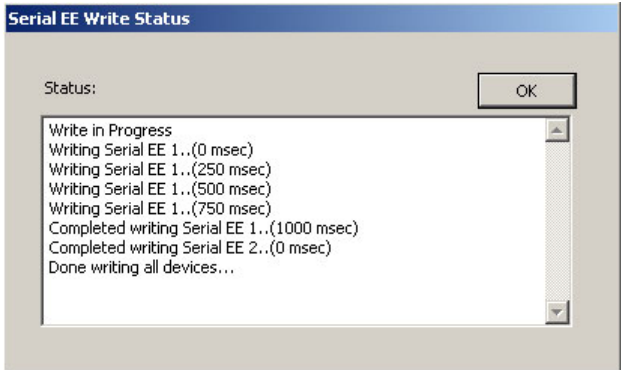 Serial EE Write Status
Status:
OK
Write in Progress
Writing Serial EE 1..(0 msec)
Writing Serial EE 1..(250 msec)
Writing Serial EE 1..(500 msec)
Writing Serial EE 1..(750 msec)
Completed writing Serial EE 1..(1000 msec)
Completed writing Serial EE 2..(0 msec)
Done writing all devices...